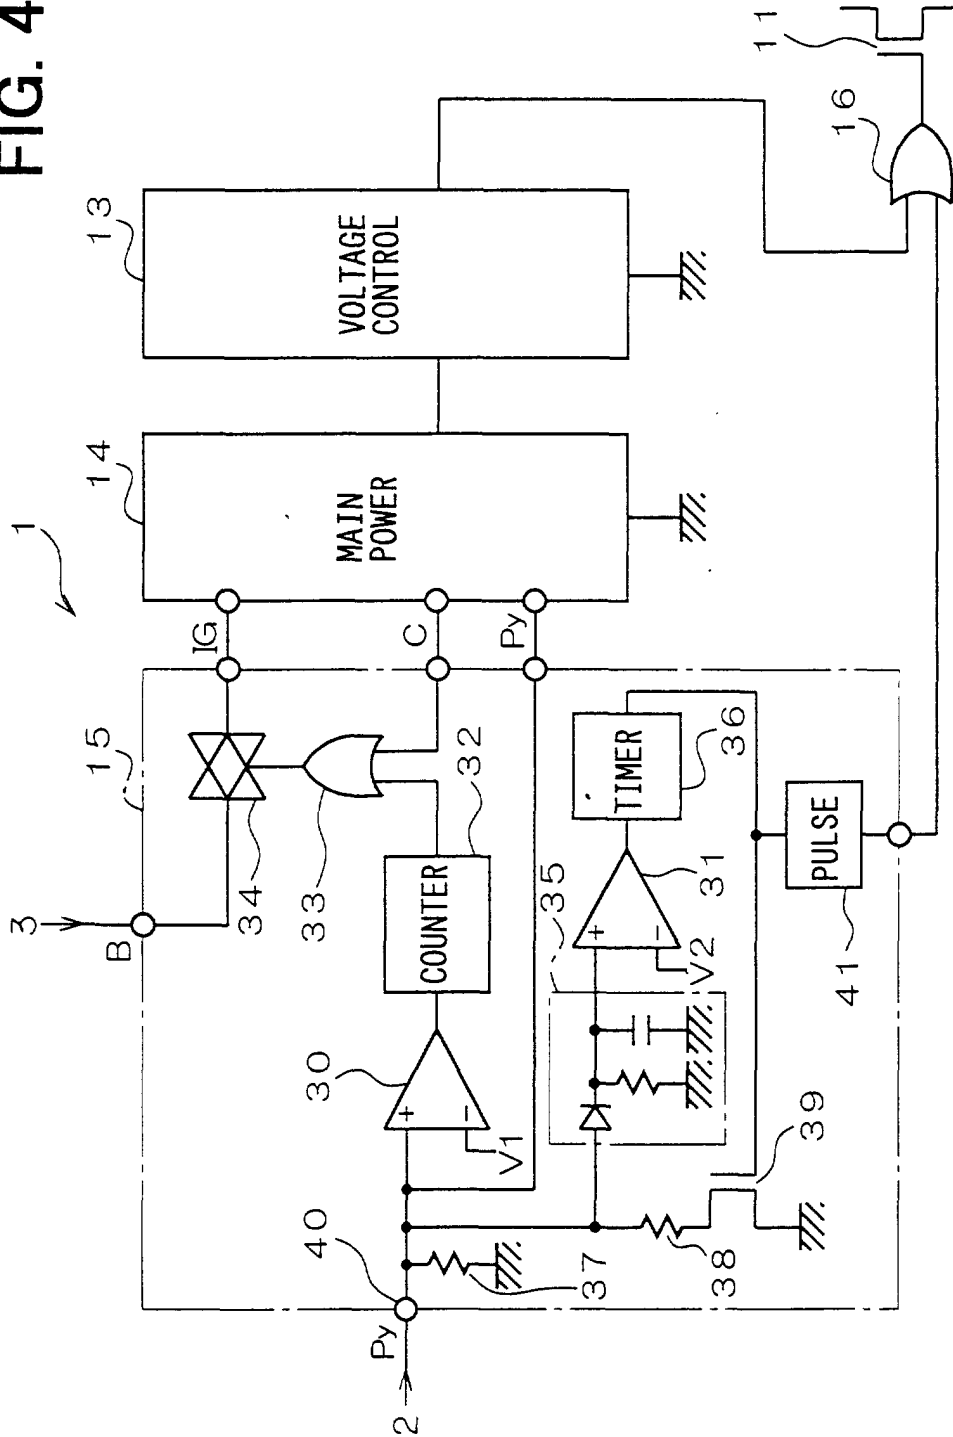 FIG. 4
1
3
B
15
34
33
IG
C
Py
14
MAIN
POWER
13
VOLTAGE
CONTROL
11
16
2
Py
40
37
30
+
−
V1
COUNTER
32
35
+
−
V2
31
TIMER
36
38
39
PULSE
41